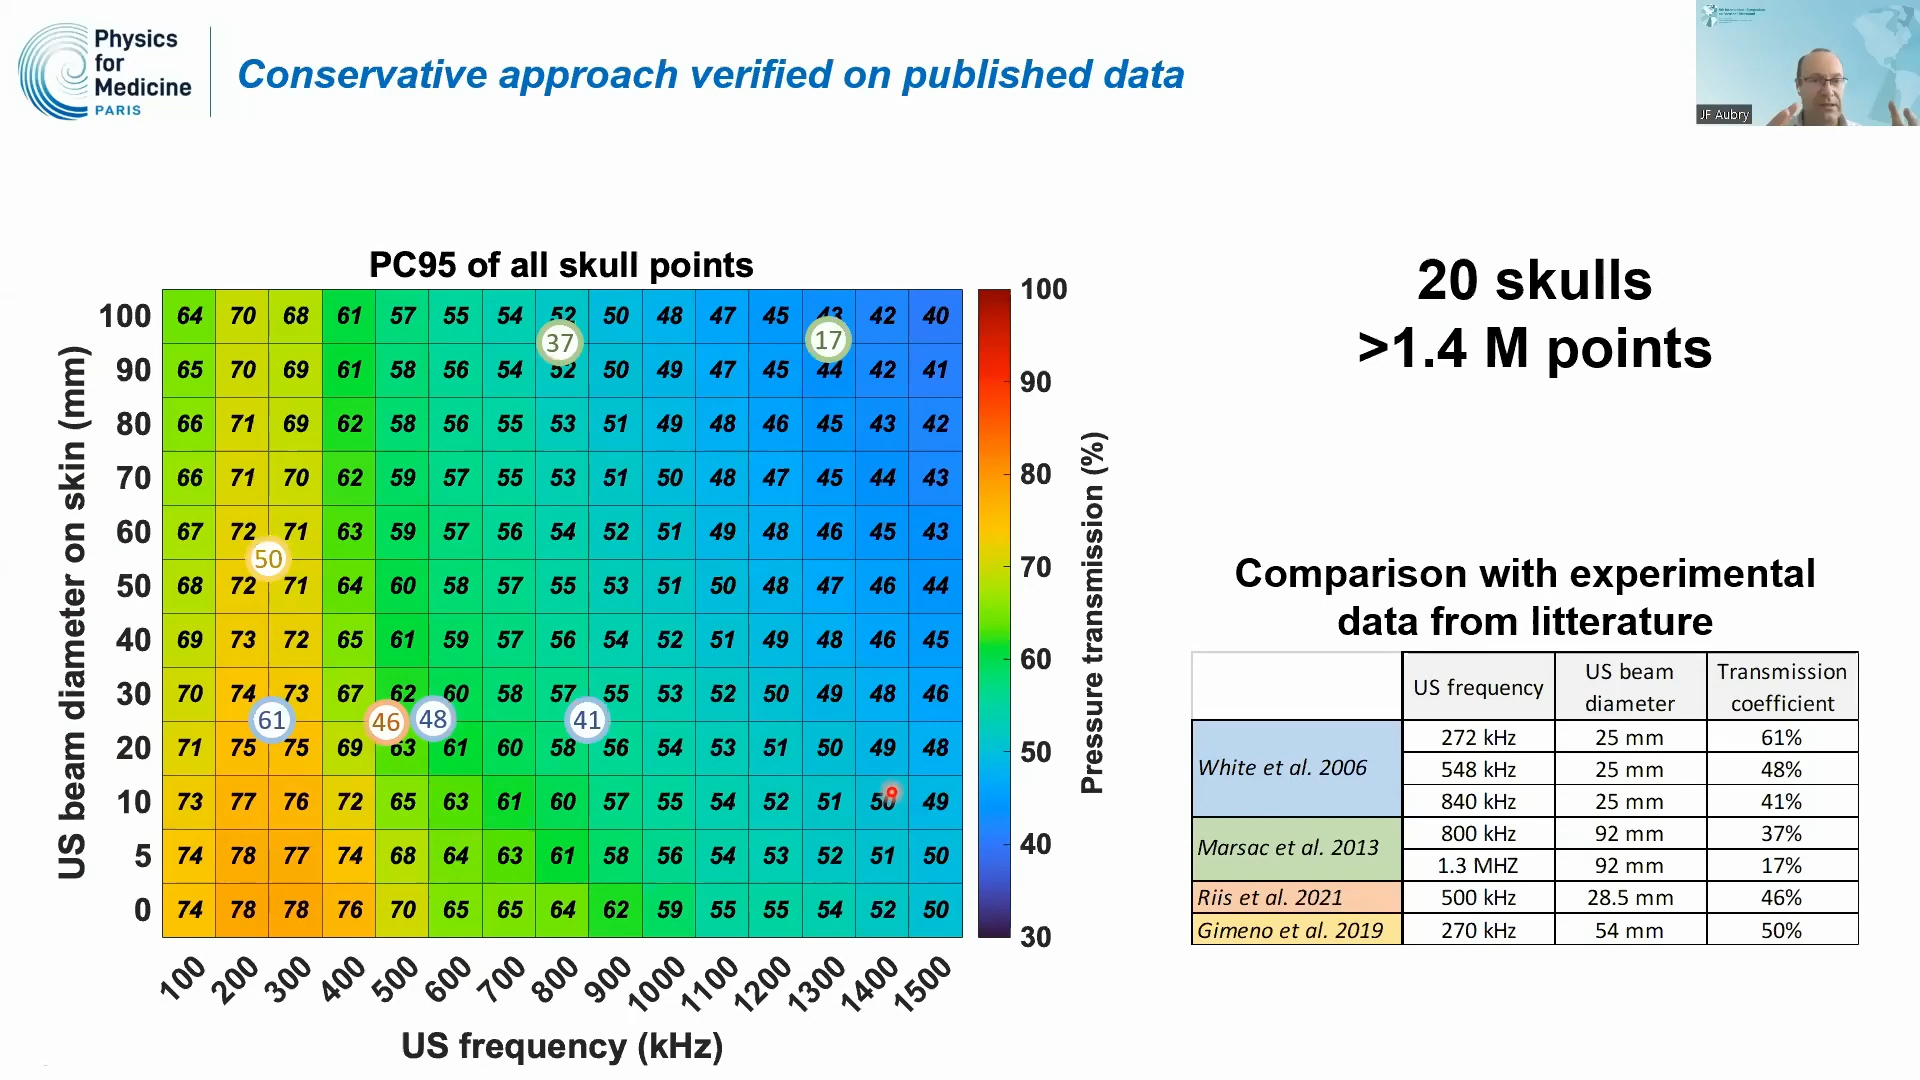 Physics
for
Medicine
PARIS
Conservative approach verified on published data
JF Aubry
PC95 of all skull points
US beam diameter on skin (mm)
100 64 70 68 61 57 55 54 52 50 48 47 45 43 42 40
37 17
90 65 70 69 61 58 56 54 52 50 49 47 45 44 42 41
80 66 71 69 62 58 56 55 53 51 49 48 46 45 43 42
70 66 71 70 62 59 57 55 53 51 50 48 47 45 44 43
60 67 72 71 63 59 57 56 54 52 51 49 48 46 45 43
50
50 68 72 71 64 60 58 57 55 53 51 50 48 47 46 44
40 69 73 72 65 61 59 57 56 54 52 51 49 48 46 45
30 70 74 73 67 62 60 58 57 55 53 52 50 49 48 46
61 46 48 41
20 71 75 75 69 63 61 60 58 56 54 53 51 50 49 48
10 73 77 76 72 65 63 61 60 57 55 54 52 51 50 49
5 74 78 77 74 68 64 63 61 58 56 54 53 52 51 50
0 74 78 78 76 70 65 65 64 62 59 55 55 54 52 50
100 200 300 400 500 600 700 800 900 1000 1100 1200 1300 1400 1500
US frequency (kHz)
100
90
80
70
60
50
40
30
Pressure transmission (%)
20 skulls
>1.4 M points
Comparison with experimental
data from litterature
US frequency US beam diameter Transmission coefficient
White et al. 2006 272 kHz 25 mm 61%
548 kHz 25 mm 48%
840 kHz 25 mm 41%
Marsac et al. 2013 800 kHz 92 mm 37%
1.3 MHZ 92 mm 17%
Riis et al. 2021 500 kHz 28.5 mm 46%
Gimeno et al. 2019 270 kHz 54 mm 50%